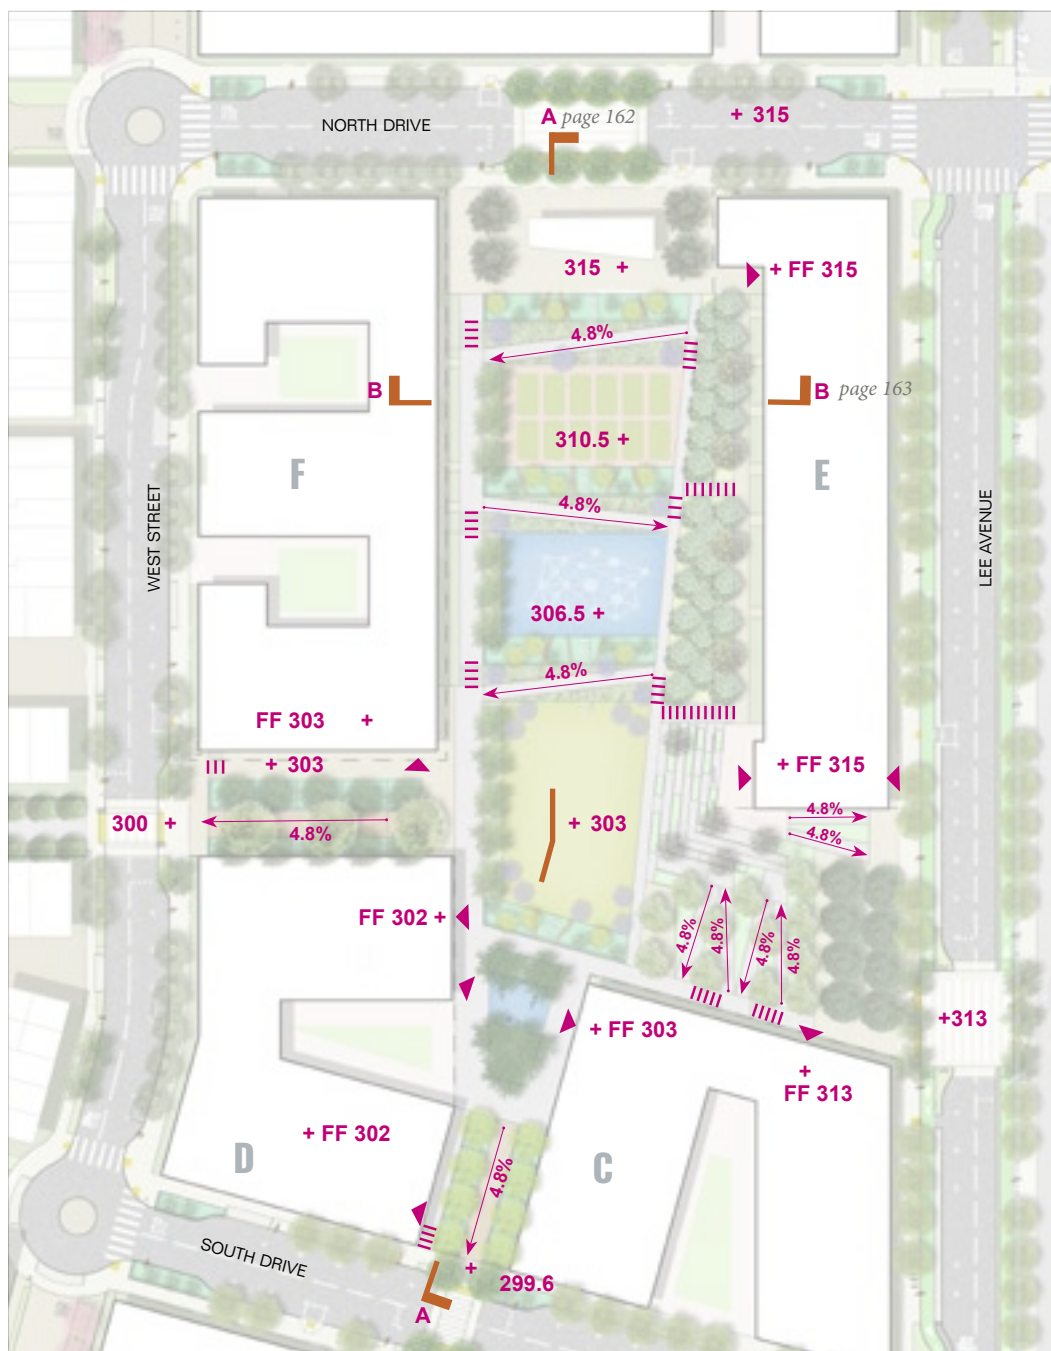 A page 162
+ 315
NORTH DRIVE
315 +
+ FF 315
4.8%
B
B page 163
310.5 +
F
E
4.8%
WEST STREET
LEE AVENUE
306.5 +
4.8%
FF 303 +
+ 303
+ FF 315
300 +
4.8%
+ 303
4.8%
4.8%
FF 302 +
4.8%
4.8%
4.8%
4.8%
+ FF 303
+313
+
FF 313
+ FF 302
D
C
4.8%
SOUTH DRIVE
+
299.6
A